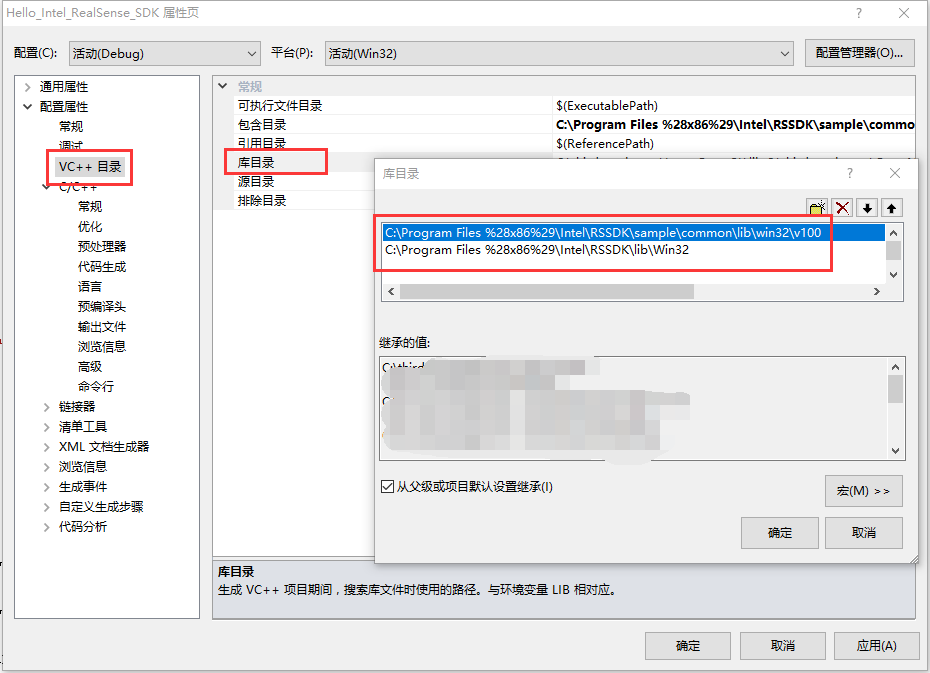 Hello_Intel_RealSense_SDK 属性页
配置(C):
活动(Debug)
平台(P):
活动(Win32)
配置管理器(O)...
通用属性
配置属性
常规
调试
VC++ 目录
C/C++
常规
优化
预处理器
代码生成
语言
预编译头
输出文件
浏览信息
高级
命令行
链接器
清单工具
XML 文档生成器
浏览信息
生成事件
自定义生成步骤
代码分析
常规
可执行文件目录 $(ExecutablePath)
包含目录 C:\Program Files %28x86%29\Intel\RSSDK\sample\commo
引用目录 $(ReferencePath)
库目录
源目录
排除目录
库目录
C:\Program Files %28x86%29\Intel\RSSDK\sample\common\lib\win32\v100
C:\Program Files %28x86%29\Intel\RSSDK\lib\Win32
继承的值:
C:\third
从父级或项目默认设置继承(I)
宏(M) >>
确定
取消
库目录
生成 VC++ 项目期间，搜索库文件时使用的路径。与环境变量 LIB 相对应。
确定
取消
应用(A)